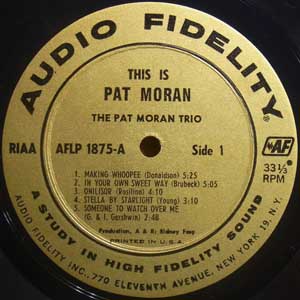 AUDIO FIDELITY®
THIS IS
PAT MORAN
THE PAT MORAN TRIO
RIAA AFLP 1875-A Side 1
AF
33⅓
RPM
1. MAKING WHOOPEE (Donaldson) 5:25
2. IN YOUR OWN SWEET WAY (Brubeck) 5:05
3. ONILISOR (Rosilion) 4:10
4. STELLA BY STARLIGHT (Young) 3:10
5. SOMEONE TO WATCH OVER ME
(G. & I. Gershwin) 2:48
Production, A & R: Sidney Frey
PRINTED IN U.S.A.
A STUDY IN HIGH FIDELITY SOUND
AUDIO FIDELITY INC., 770 ELEVENTH AVENUE, NEW YORK 19, N.Y.